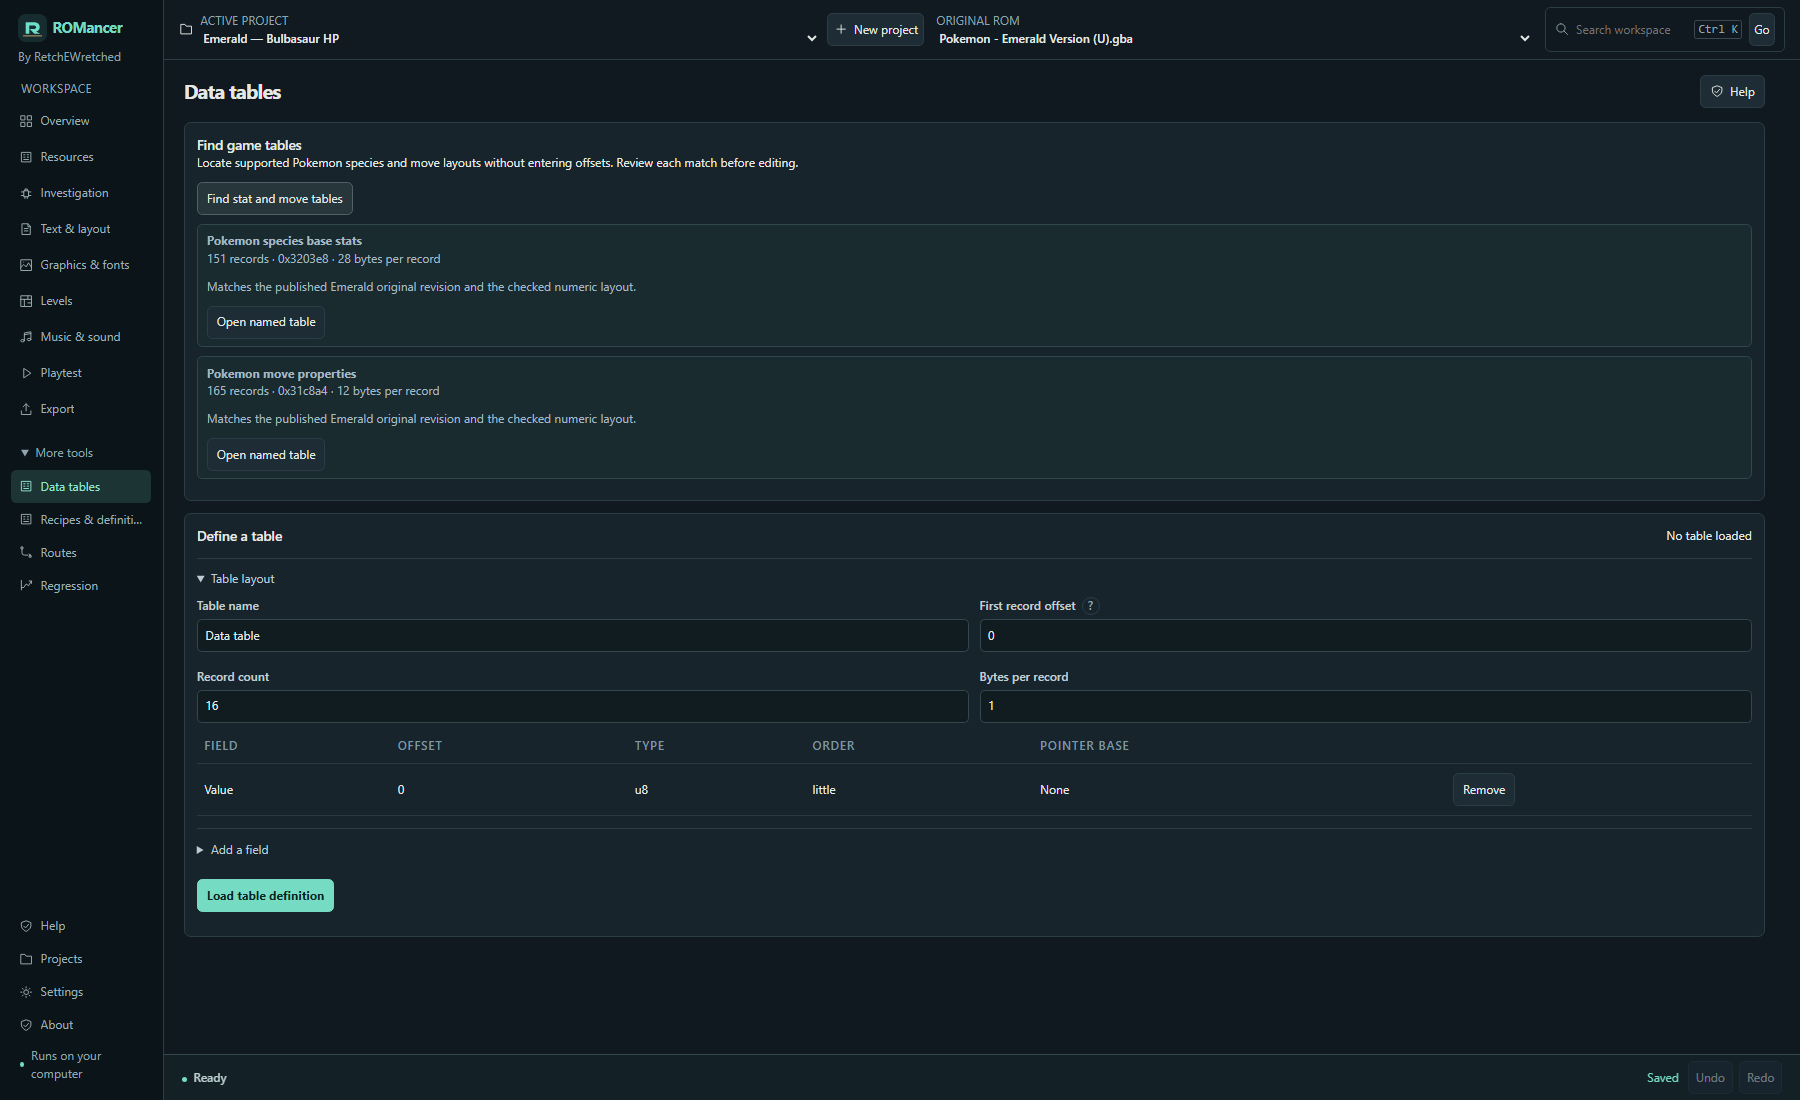 ROMancer
By RetchEWretched
WORKSPACE
Overview
Resources
Investigation
Text & layout
Graphics & fonts
Levels
Music & sound
Playtest
Export
More tools
Data tables
Recipes & definiti...
Routes
Regression
Help
Projects
Settings
About
Runs on your
computer
ACTIVE PROJECT
Emerald — Bulbasaur HP
+ New project
ORIGINAL ROM
Pokemon - Emerald Version (U).gba
Search workspace
Ctrl K
Go
Data tables
Help
Find game tables
Locate supported Pokemon species and move layouts without entering offsets. Review each match before editing.
Find stat and move tables
Pokemon species base stats
151 records · 0x3203e8 · 28 bytes per record
Matches the published Emerald original revision and the checked numeric layout.
Open named table
Pokemon move properties
165 records · 0x31c8a4 · 12 bytes per record
Matches the published Emerald original revision and the checked numeric layout.
Open named table
Define a table
No table loaded
Table layout
Table name
First record offset ?
Data table
0
Record count
Bytes per record
16
1
FIELD OFFSET TYPE ORDER POINTER BASE
Value 0 u8 little None Remove
Add a field
Load table definition
Ready
Saved
Undo
Redo